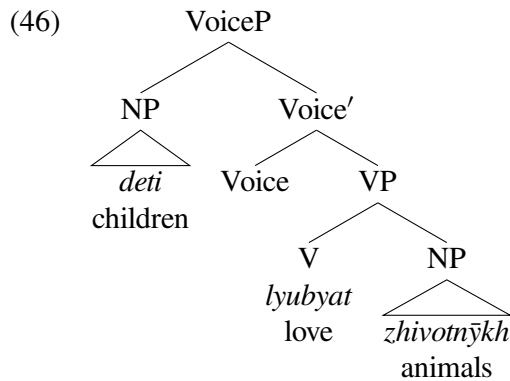 (46) VoiceP
NP Voice′
deti Voice VP
children
V NP
lyubyat zhivotnȳkh
love animals